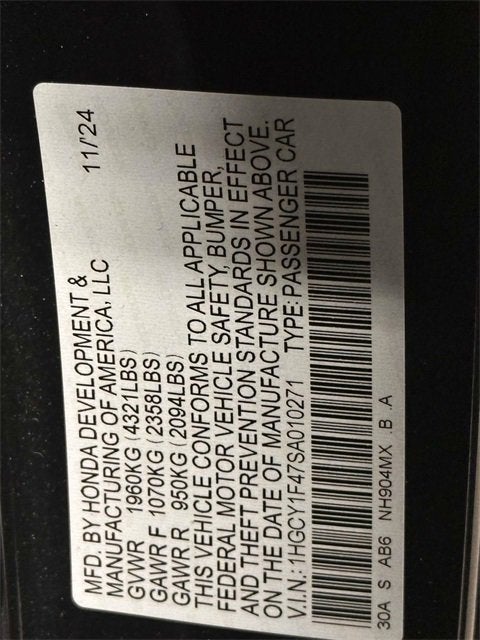 MFD. BY HONDA DEVELOPMENT &
MANUFACTURING OF AMERICA, LLC 11/'24
GVWR 1960KG (4321LBS)
GAWR F 1070KG (2358LBS)
GAWR R 950KG (2094LBS)
THIS VEHICLE CONFORMS TO ALL APPLICABLE
FEDERAL MOTOR VEHICLE SAFETY, BUMPER,
AND THEFT PREVENTION STANDARDS IN EFFECT
ON THE DATE OF MANUFACTURE SHOWN ABOVE.
V.I.N.: 1HGCY1F47SA010271 TYPE: PASSENGER CAR
30A S AB6 NH904MX B A